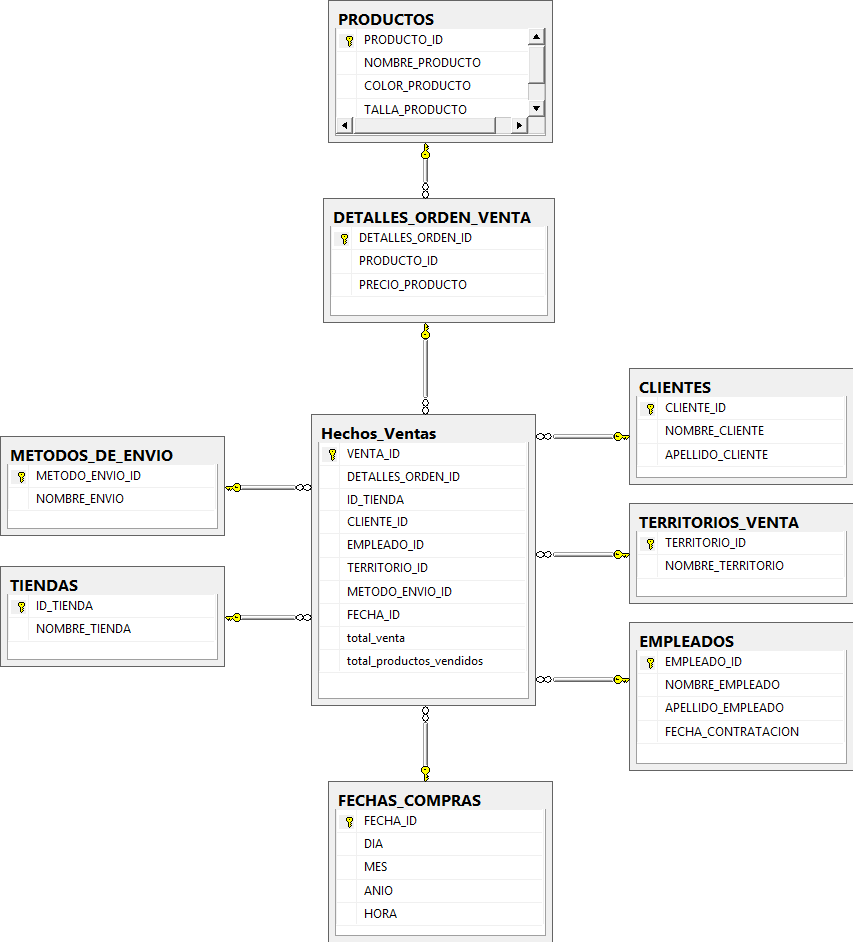 PRODUCTOS
PRODUCTO_ID
NOMBRE_PRODUCTO
COLOR_PRODUCTO
TALLA_PRODUCTO
DETALLES_ORDEN_VENTA
DETALLES_ORDEN_ID
PRODUCTO_ID
PRECIO_PRODUCTO
METODOS_DE_ENVIO
METODO_ENVIO_ID
NOMBRE_ENVIO
TIENDAS
ID_TIENDA
NOMBRE_TIENDA
Hechos_Ventas
VENTA_ID
DETALLES_ORDEN_ID
ID_TIENDA
CLIENTE_ID
EMPLEADO_ID
TERRITORIO_ID
METODO_ENVIO_ID
FECHA_ID
total_venta
total_productos_vendidos
CLIENTES
CLIENTE_ID
NOMBRE_CLIENTE
APELLIDO_CLIENTE
TERRITORIOS_VENTA
TERRITORIO_ID
NOMBRE_TERRITORIO
EMPLEADOS
EMPLEADO_ID
NOMBRE_EMPLEADO
APELLIDO_EMPLEADO
FECHA_CONTRATACION
FECHAS_COMPRAS
FECHA_ID
DIA
MES
ANIO
HORA